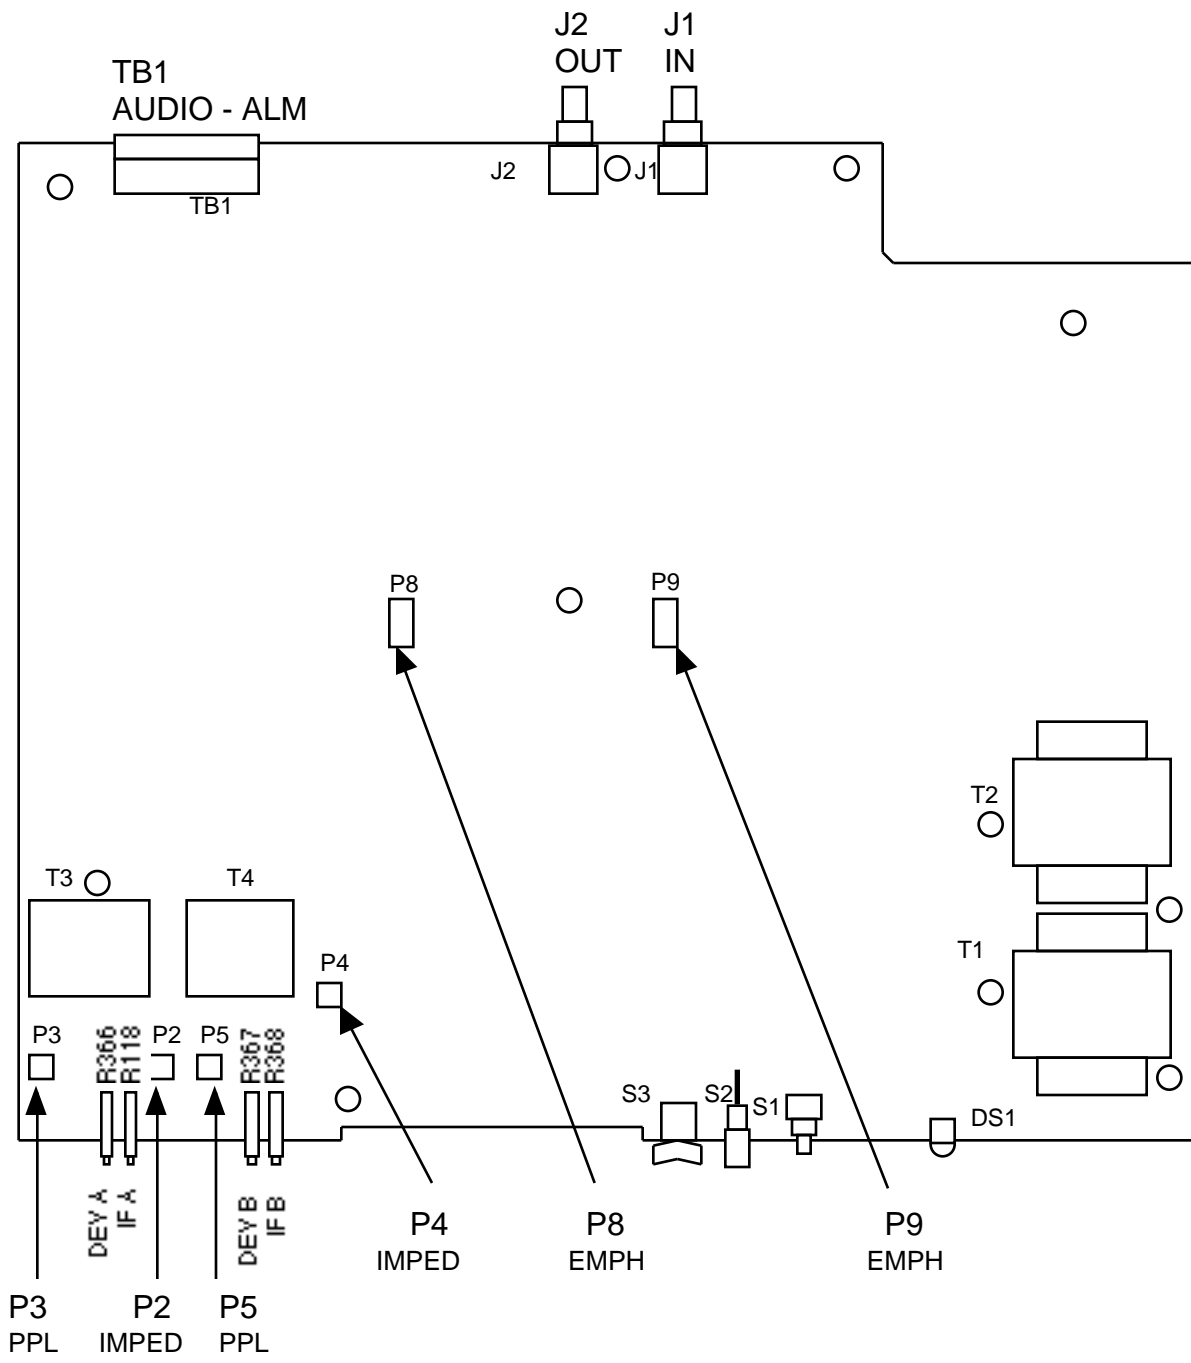 J2
OUT
J1
IN
TB1
AUDIO - ALM
J2
J1
TB1
P8
P9
T2
T3
T4
T1
P4
P3
R366
R118
P2
P5
R367
R368
S3
S2
S1
DS1
DEV A
IF A
DEV B
IF B
P4
IMPED
P8
EMPH
P9
EMPH
P3
PPL
P2
IMPED
P5
PPL